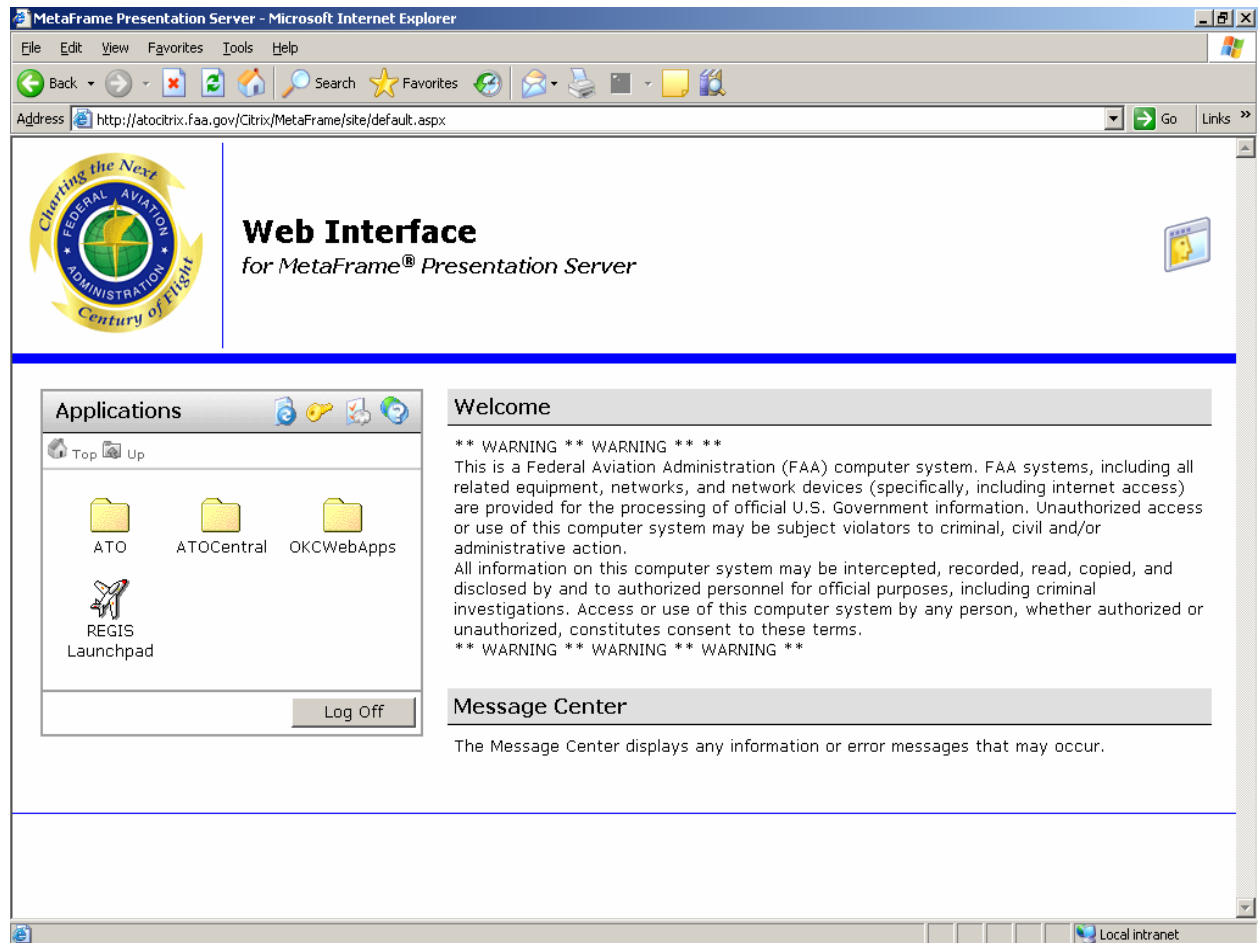 MetaFrame Presentation Server - Microsoft Internet Explorer
File Edit View Favorites Tools Help
Back Search Favorites
Address http://atocitrix.faa.gov/Citrix/MetaFrame/site/default.aspx Go Links »
Charting the Next
FEDERAL AVIATION
ADMINISTRATION
Century of Flight
Web Interface
for MetaFrame® Presentation Server
Applications
Top Up
ATO ATOCentral OKCWebApps
REGIS
Launchpad
Log Off
Welcome
** WARNING ** WARNING ** **
This is a Federal Aviation Administration (FAA) computer system. FAA systems, including all
related equipment, networks, and network devices (specifically, including internet access)
are provided for the processing of official U.S. Government information. Unauthorized access
or use of this computer system may be subject violators to criminal, civil and/or
administrative action.
All information on this computer system may be intercepted, recorded, read, copied, and
disclosed by and to authorized personnel for official purposes, including criminal
investigations. Access or use of this computer system by any person, whether authorized or
unauthorized, constitutes consent to these terms.
** WARNING ** WARNING ** WARNING **
Message Center
The Message Center displays any information or error messages that may occur.
Local intranet